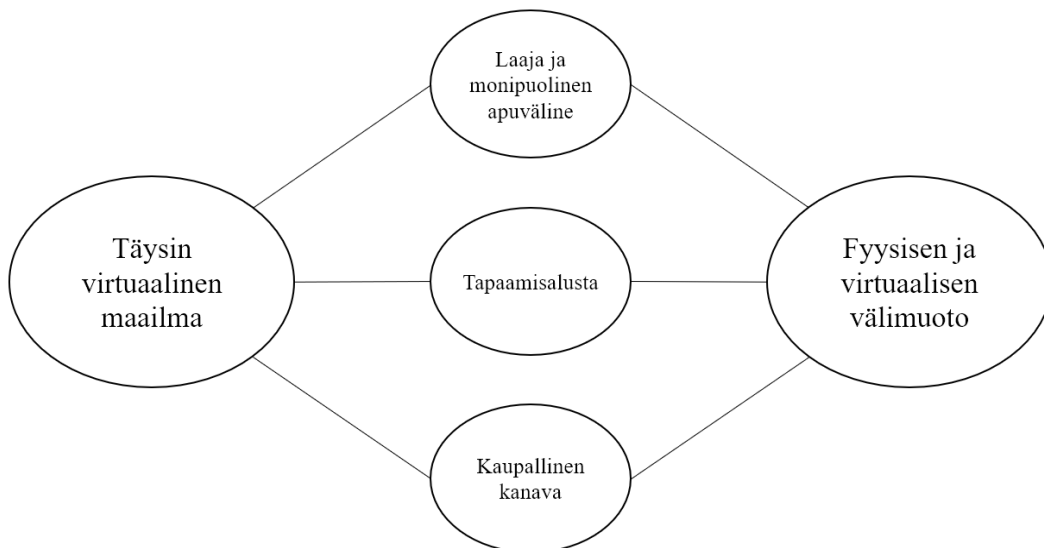 Laaja ja
monipuolinen
apuväline
Täysin
virtuaalinen
maailma
Tapaamisalusta
Fyysisen ja
virtuaalisen
välimuoto
Kaupallinen
kanava